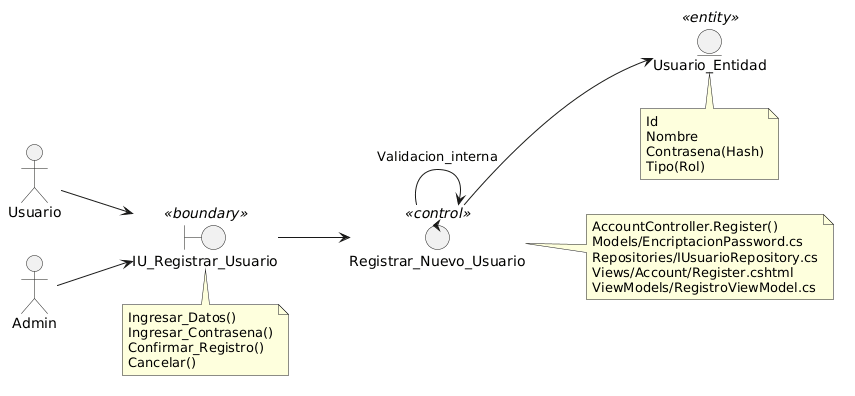 «entity»
Usuario_Entidad
Id
Nombre
Contrasena(Hash)
Tipo(Rol)
Validacion_interna
Usuario
«boundary»
IU_Registrar_Usuario
«control»
Registrar_Nuevo_Usuario
AccountController.Register()
Models/EncriptacionPassword.cs
Repositories/IUsuarioRepository.cs
Views/Account/Register.cshtml
ViewModels/RegistroViewModel.cs
Admin
Ingresar_Datos()
Ingresar_Contrasena()
Confirmar_Registro()
Cancelar()